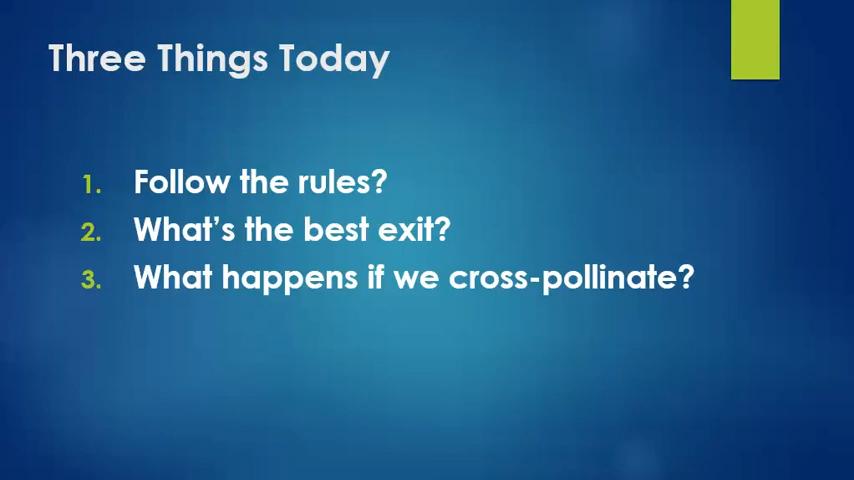 Three Things Today
1. Follow the rules?
2. What's the best exit?
3. What happens if we cross-pollinate?